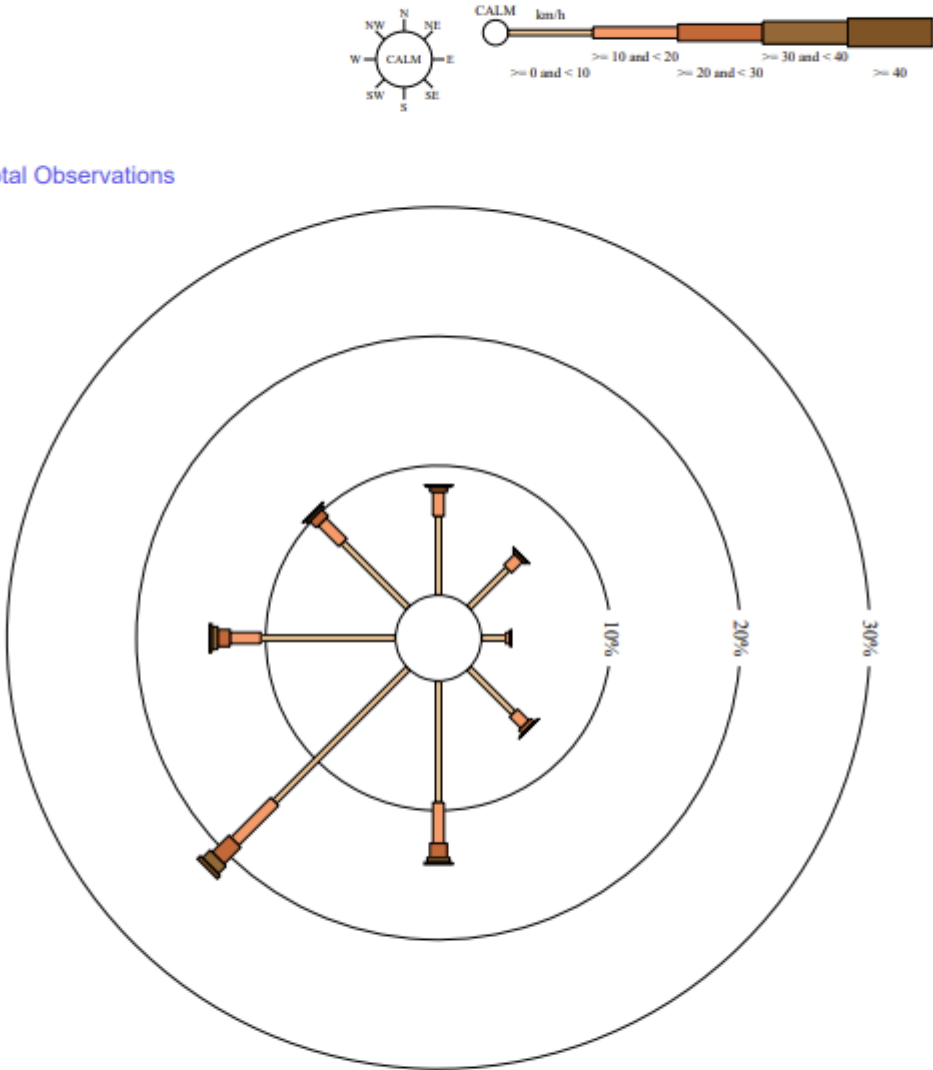 N
NW NE
W CALM E
SW SE
S
CALM km/h
>= 10 and < 20 >= 30 and < 40
>= 0 and < 10 >= 20 and < 30 >= 40
tal Observations
10% 20% 30%